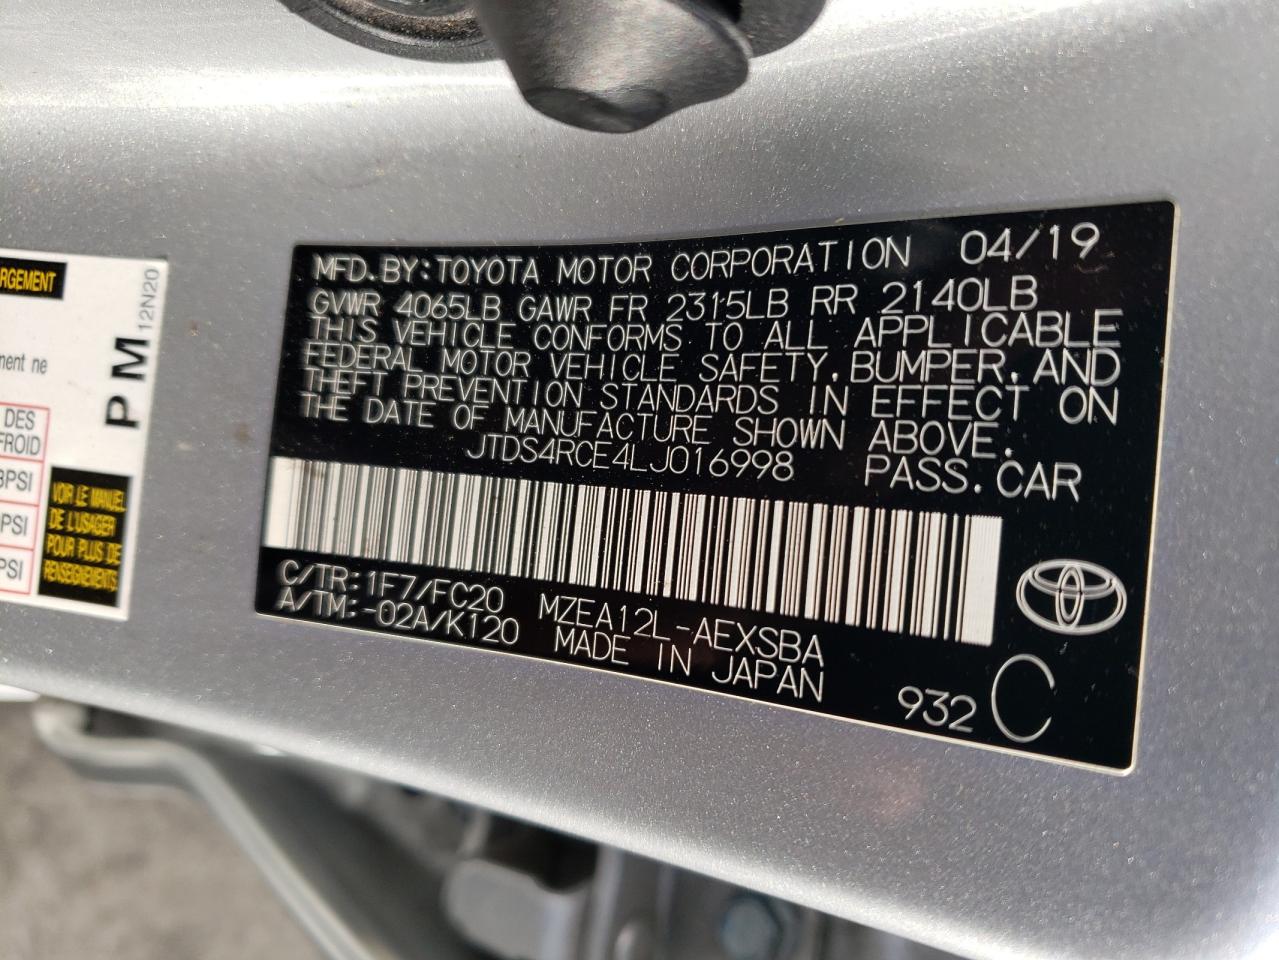 MFD. BY: TOYOTA MOTOR CORPORATION 04/19
GVWR 4065LB GAWR FR 2315LB RR 2140LB
THIS VEHICLE CONFORMS TO ALL APPLICABLE
FEDERAL MOTOR VEHICLE SAFETY, BUMPER, AND
THEFT PREVENTION STANDARDS IN EFFECT ON
THE DATE OF MANUFACTURE SHOWN ABOVE.
JTDS4RCE4LJ016998 PASS. CAR
C/TR: 1F7/FC20 MZEA12L-AEXSBA
A/TM: -02A/K120 MADE IN JAPAN
932 C
RGEMENT
ment ne
DES
FROID
PSI
PSI
PSI
VOIR LE MANUEL
DE L'USAGER
POUR PLUS DE
RENSEIGNEMENTS
PM
12N20